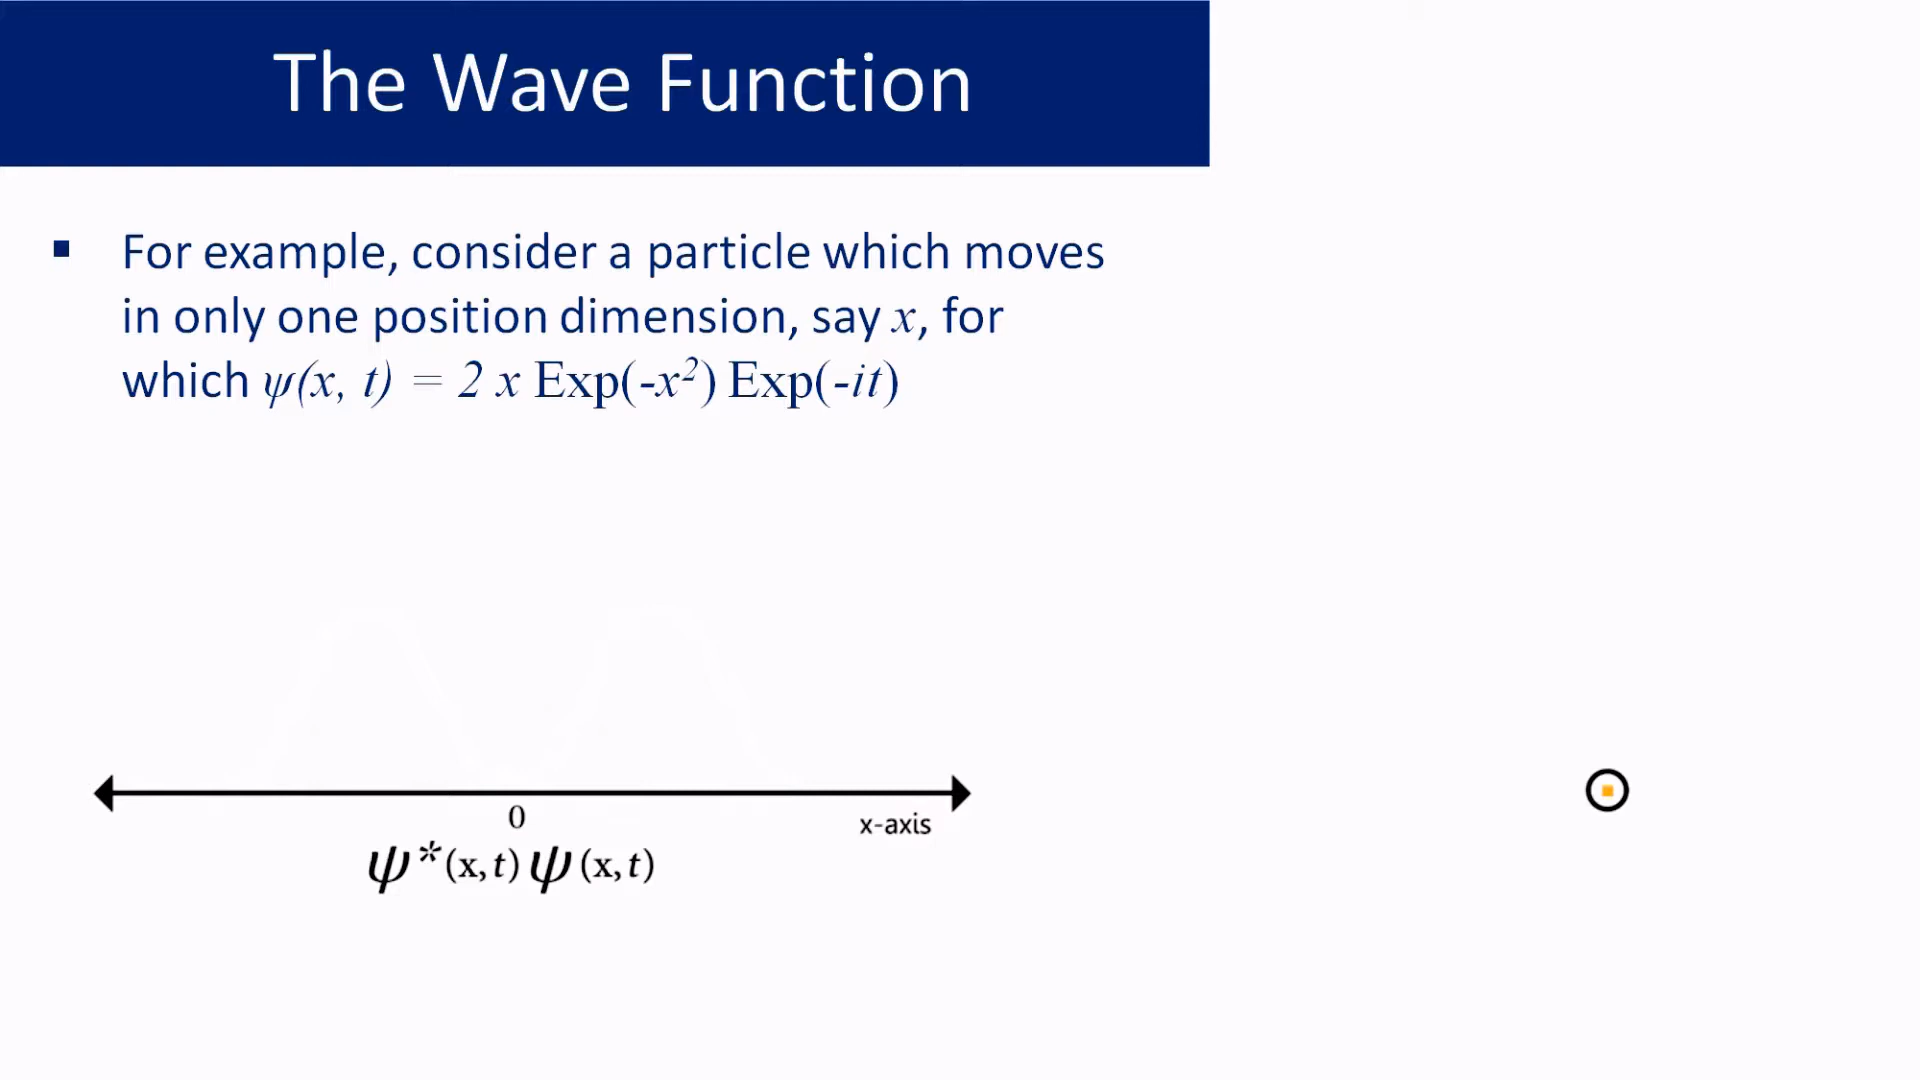 The Wave Function
▪ For example, consider a particle which moves
in only one position dimension, say x, for
which ψ(x, t) = 2 x Exp(-x²) Exp(-it)
0
x-axis
ψ*(x,t) ψ(x,t)